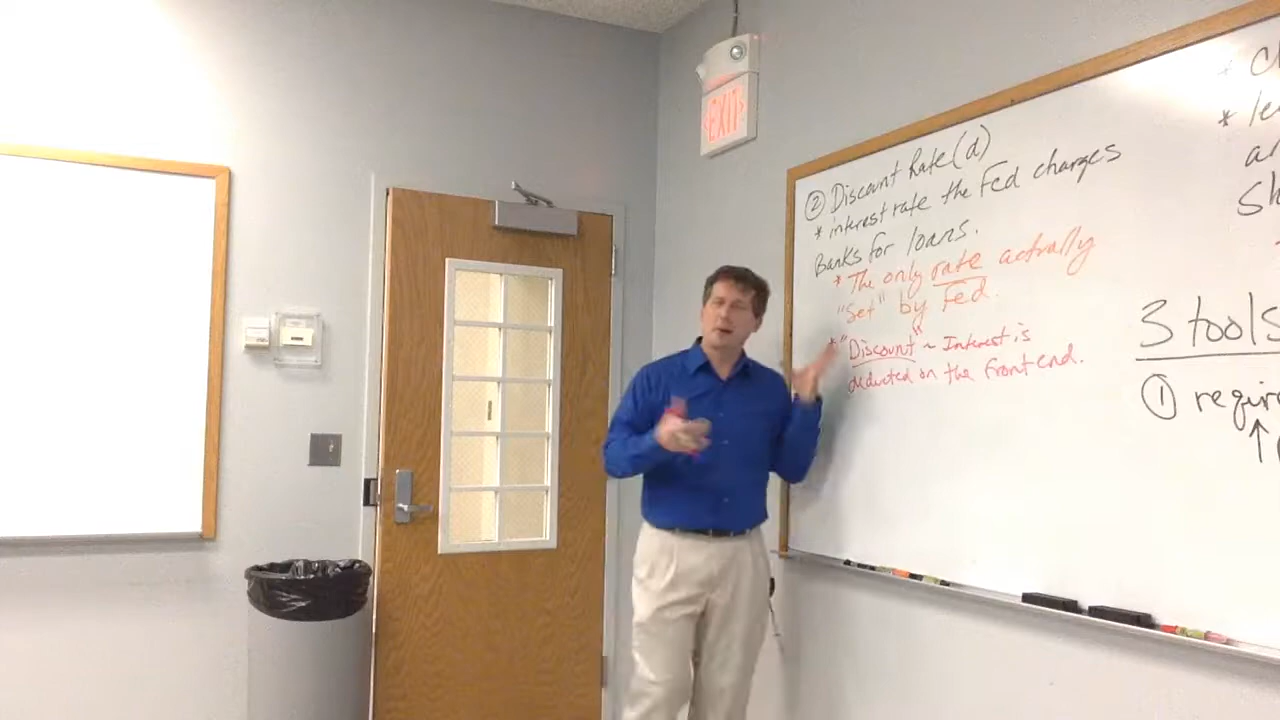 EXIT
② Discount Rate (d)
* interest rate the Fed charges
Banks for loans.
* The only rate actually
"Set" by Fed.
* "Discount" ~ Interest is
deducted on the front end.
3 tools
①